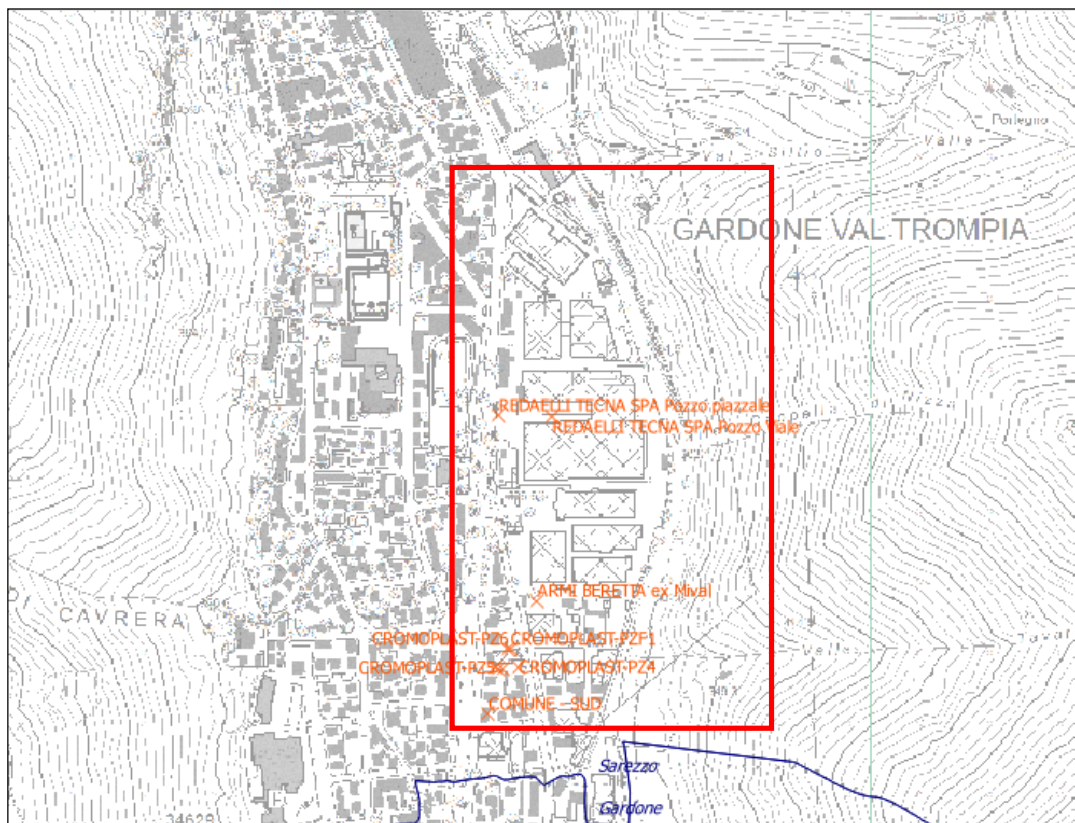 Valle
GARDONE VAL TROMPIA
REDAELLI TECNA SPA Pozzo piazzale
REDAELLI TECNA SPA Pozzo Viale
ARMI BERETTA ex Mival
CAVRERA
CROMOPLAST-PZ6
CROMOPLAST-PZF1
CROMOPLAST-PZ5
CROMOPLAST-PZ4
COMUNE - SUD
Sarezzo
Gardone